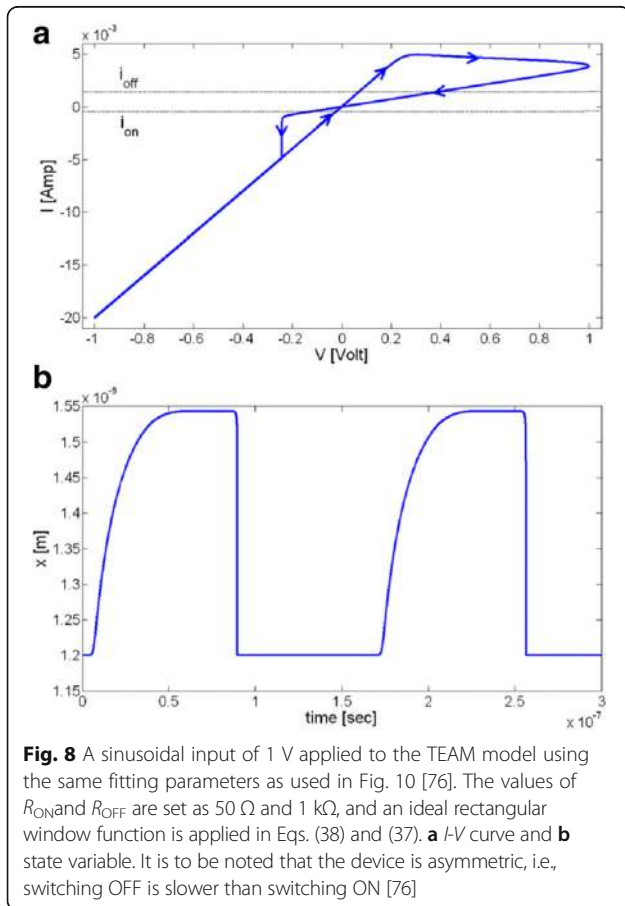 a
× 10⁻³
5
0
-5
-10
-15
-20
I [Amp]
i_off
i_on
-1 -0.8 -0.6 -0.4 -0.2 0 0.2 0.4 0.6 0.8 1
V [Volt]
b
× 10⁻⁹
1.55
1.5
1.45
1.4
1.35
1.3
1.25
1.2
1.15
x [m]
0 0.5 1 1.5 2 2.5 3
time [sec]
× 10⁻⁷
Fig. 8 A sinusoidal input of 1 V applied to the TEAM model using
the same fitting parameters as used in Fig. 10 [76]. The values of
R_ONand R_OFF are set as 50 Ω and 1 kΩ, and an ideal rectangular
window function is applied in Eqs. (38) and (37). a I-V curve and b
state variable. It is to be noted that the device is asymmetric, i.e.,
switching OFF is slower than switching ON [76]